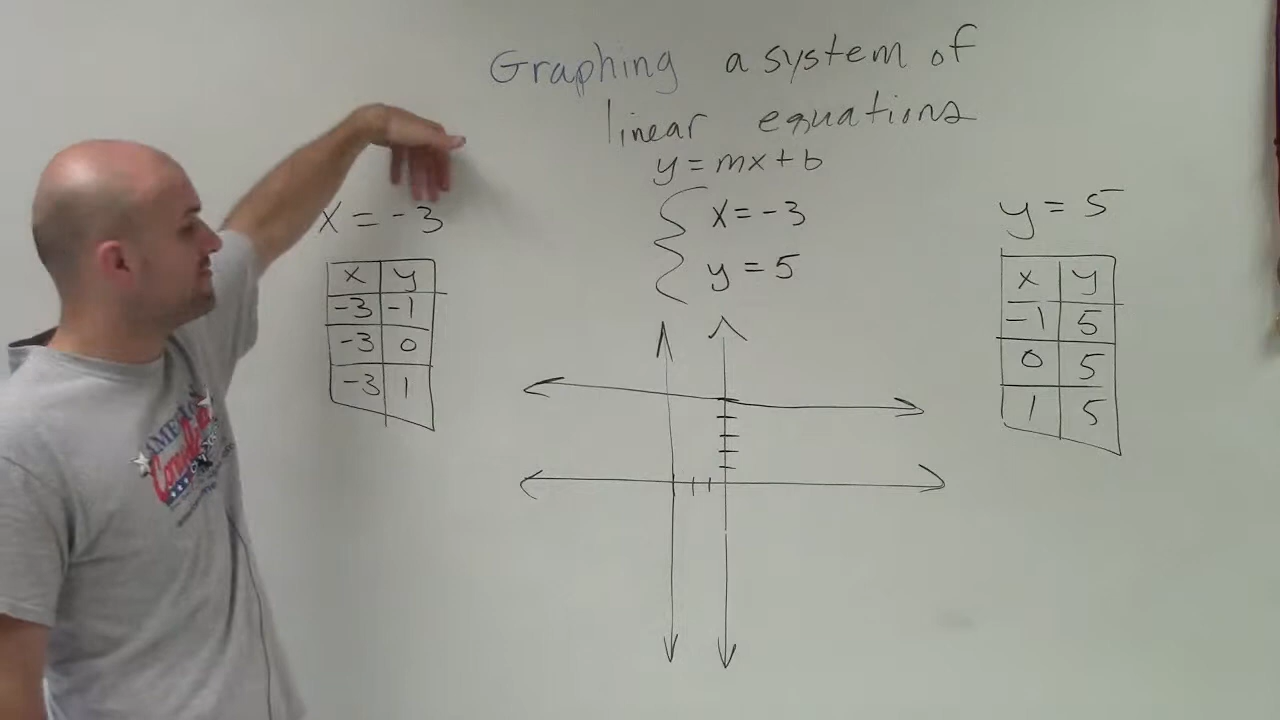 Graphing a system of
linear equations
y = mx + b
x = -3
y = 5
x = -3
x y
-3 -1
-3 0
-3 1
y = 5
x y
-1 5
0 5
1 5